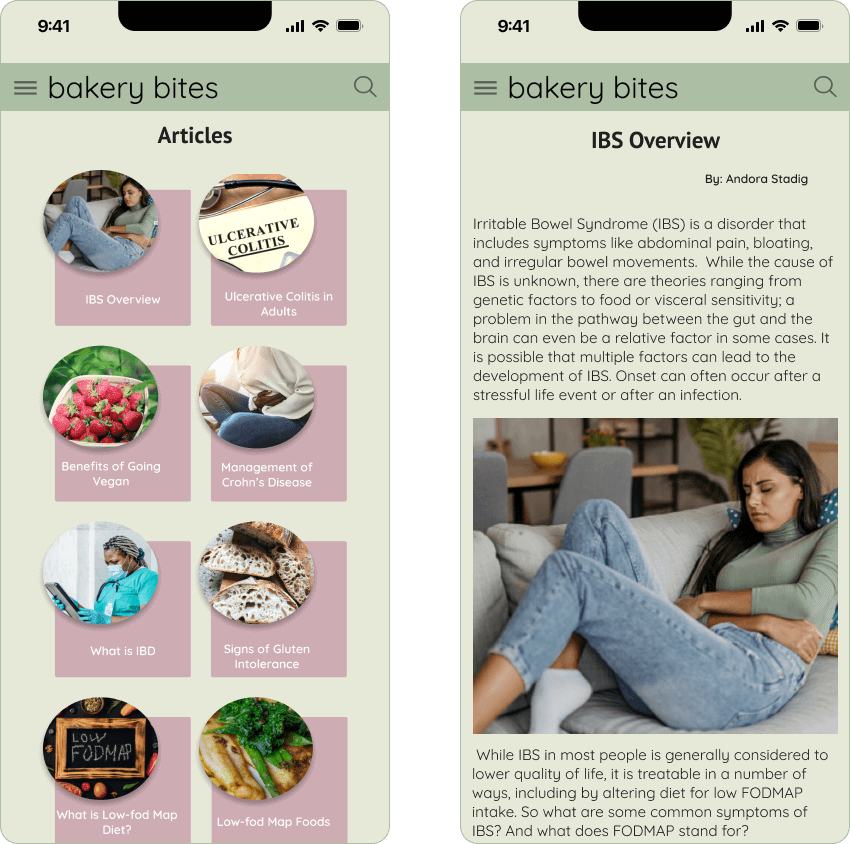 9:41
bakery bites
Articles
ULCERATIVE
COLITIS
IBS Overview
Ulcerative Colitis in
Adults
Benefits of Going
Vegan
Management of
Crohn's Disease
What is IBD
Signs of Gluten
Intolerance
LOW
FODMAP
What is Low-fod Map
Diet?
Low-fod Map Foods
9:41
bakery bites
IBS Overview
By: Andora Stadig
Irritable Bowel Syndrome (IBS) is a disorder that
includes symptoms like abdominal pain, bloating,
and irregular bowel movements.  While the cause of
IBS is unknown, there are theories ranging from
genetic factors to food or visceral sensitivity; a
problem in the pathway between the gut and the
brain can even be a relative factor in some cases. It
is possible that multiple factors can lead to the
development of IBS. Onset can often occur after a
stressful life event or after an infection.
While IBS in most people is generally considered to
lower quality of life, it is treatable in a number of
ways, including by altering diet for low FODMAP
intake. So what are some common symptoms of
IBS? And what does FODMAP stand for?